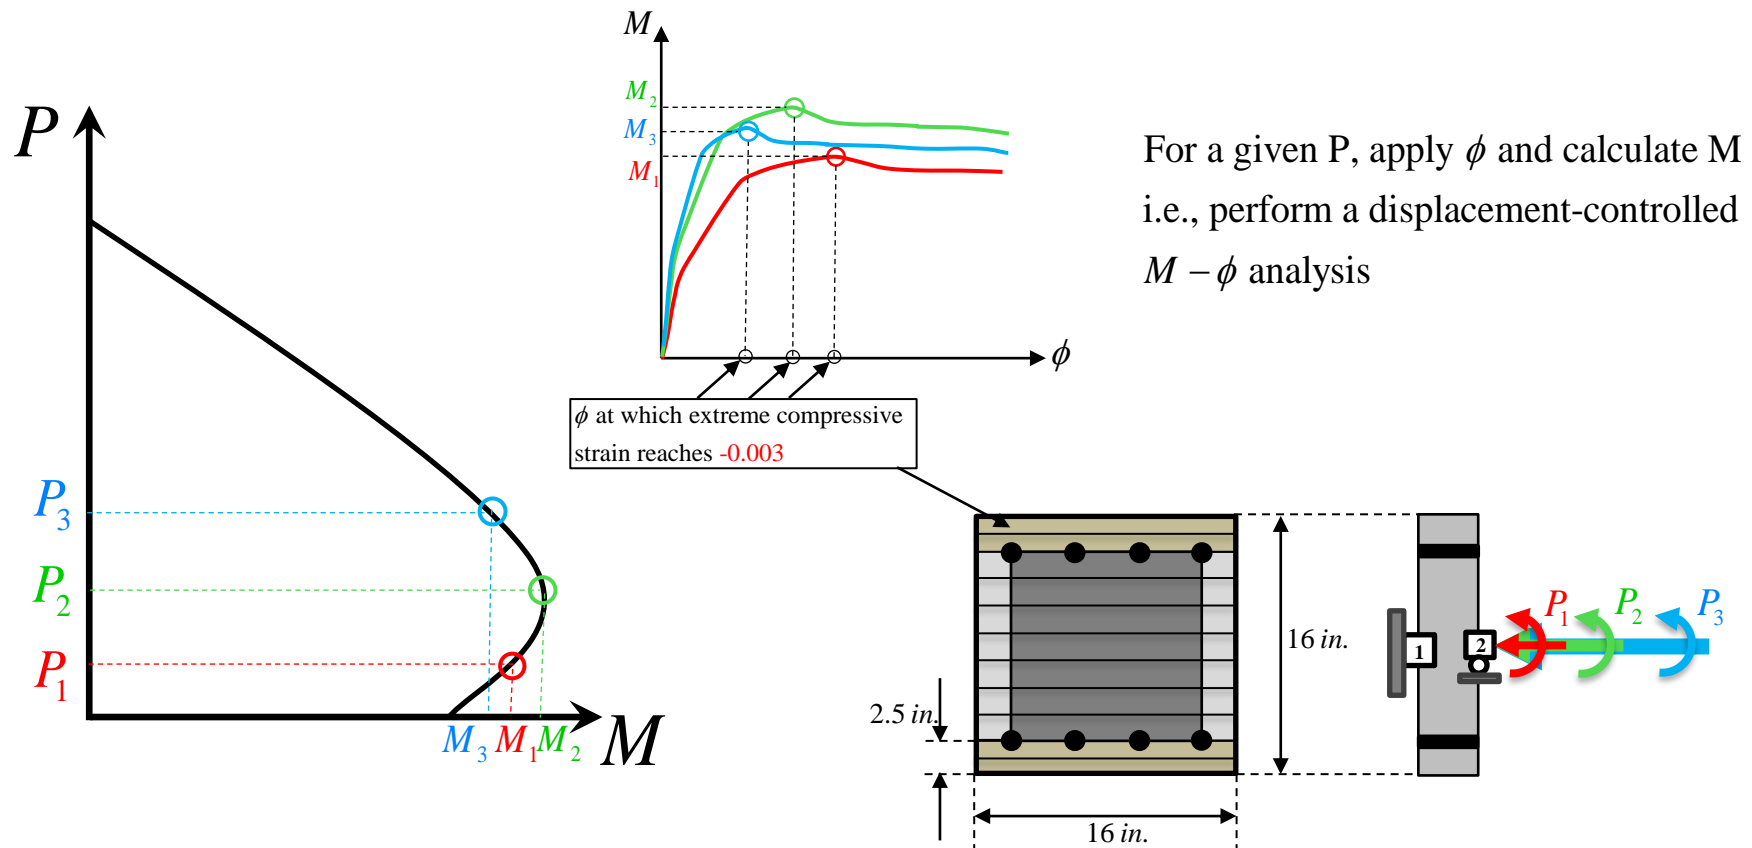 P
P3
P2
P1
M3 M1 M2 M
M
M2
M3
M1
ϕ
ϕ at which extreme compressive
strain reaches -0.003
For a given P, apply ϕ and calculate M
i.e., perform a displacement-controlled
M − ϕ analysis
2.5 in.
16 in.
16 in.
1
2
P1 P2 P3